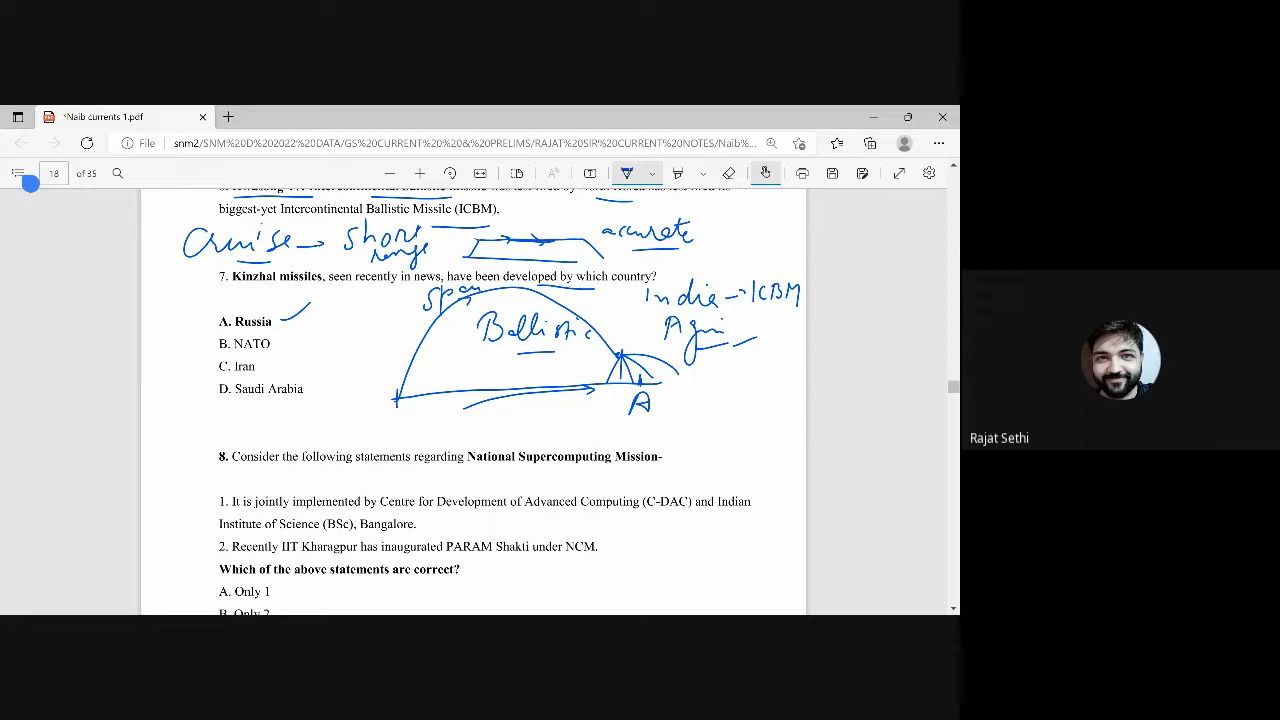 *Naib currents 1.pdf
File snm2/SNM%20D%202022%20DATA/GS%20CURRENT%20%20&%20PRELIMS/RAJAT%20SIR%20CURRENT%20NOTES/Naib%...
18 of 35
biggest-yet Intercontinental Ballistic Missile (ICBM),
Cruise → short range accurate
7. Kinzhal missiles, seen recently in news, have been developed by which country?
India → ICBM
Agni
Ballistic
A. Russia
B. NATO
C. Iran
D. Saudi Arabia
A
8. Consider the following statements regarding National Supercomputing Mission-
1. It is jointly implemented by Centre for Development of Advanced Computing (C-DAC) and Indian
Institute of Science (BSc), Bangalore.
2. Recently IIT Kharagpur has inaugurated PARAM Shakti under NCM.
Which of the above statements are correct?
A. Only 1
B. Only 2
Rajat Sethi